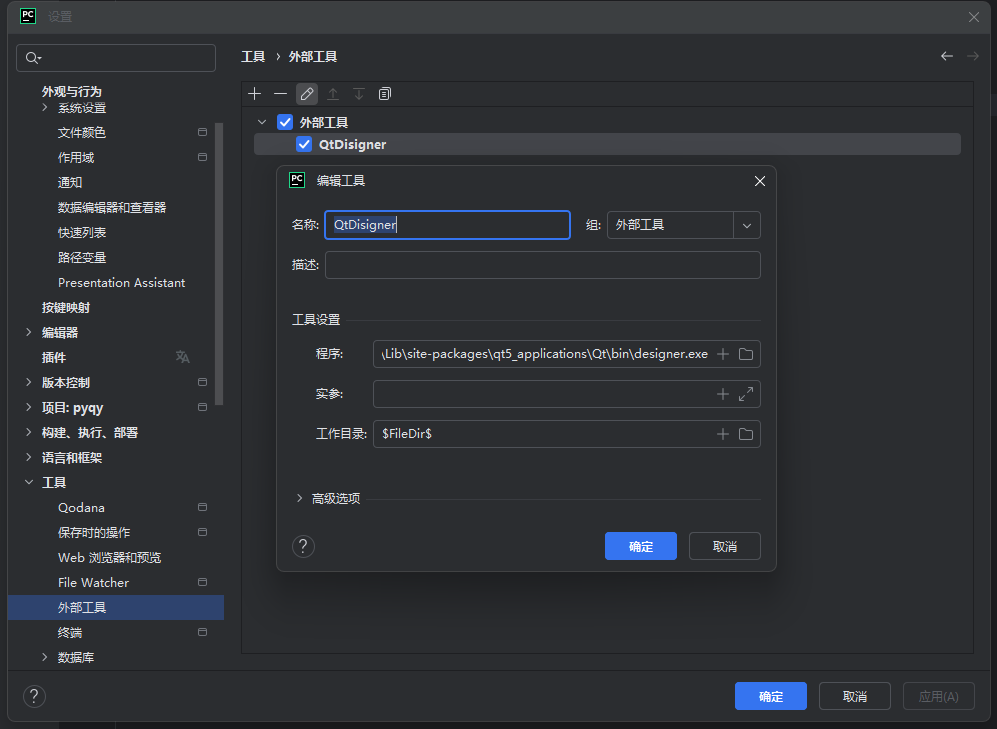 PC 设置
工具 › 外部工具
外观与行为
系统设置
文件颜色
作用域
通知
数据编辑器和查看器
快速列表
路径变量
Presentation Assistant
按键映射
编辑器
插件
版本控制
项目: pyqy
构建、执行、部署
语言和框架
工具
Qodana
保存时的操作
Web 浏览器和预览
File Watcher
外部工具
终端
数据库
外部工具
QtDisigner
PC 编辑工具
名称: QtDisigner 组: 外部工具
描述:
工具设置
程序: \Lib\site-packages\qt5_applications\Qt\bin\designer.exe
实参:
工作目录: $FileDir$
高级选项
? 确定 取消
? 确定 取消 应用(A)